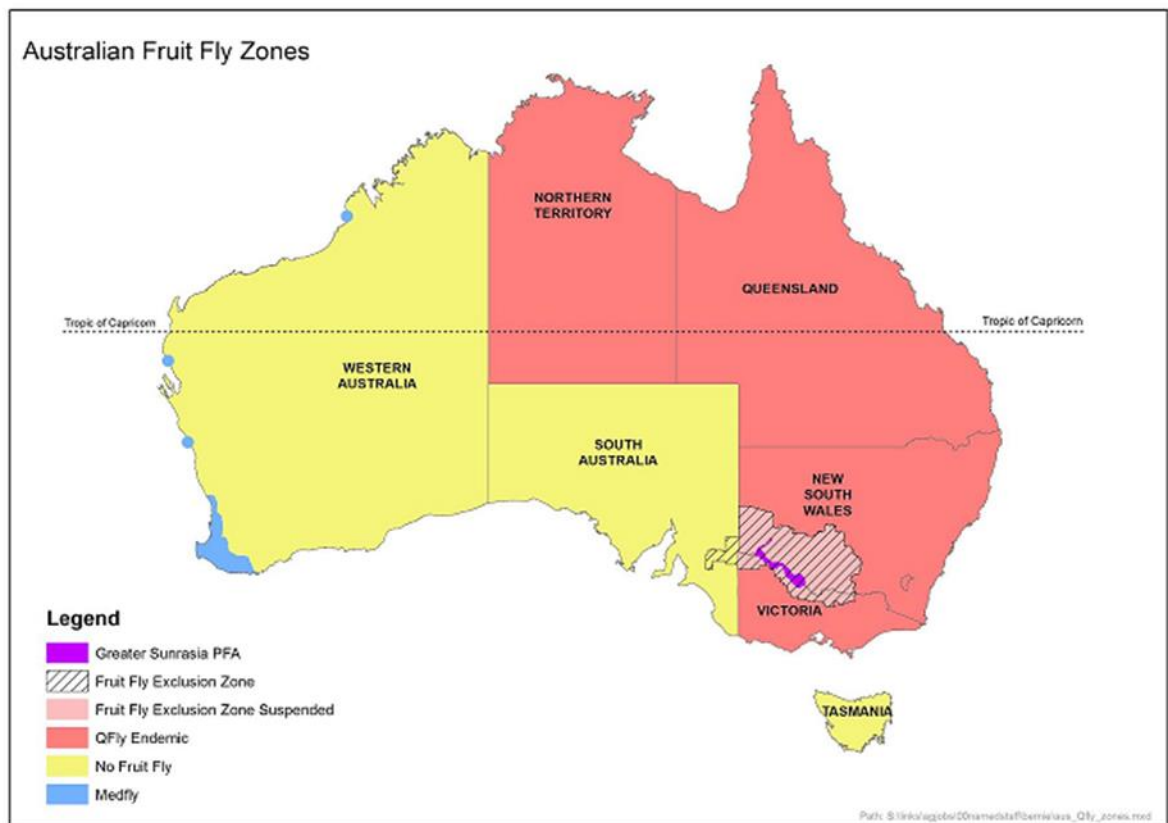 Australian Fruit Fly Zones
NORTHERN
TERRITORY
QUEENSLAND
Tropic of Capricorn
Tropic of Capricorn
WESTERN
AUSTRALIA
SOUTH
AUSTRALIA
NEW
SOUTH
WALES
VICTORIA
TASMANIA
Legend
Greater Sunrasia PFA
Fruit Fly Exclusion Zone
Fruit Fly Exclusion Zone Suspended
QFly Endemic
No Fruit Fly
Medfly